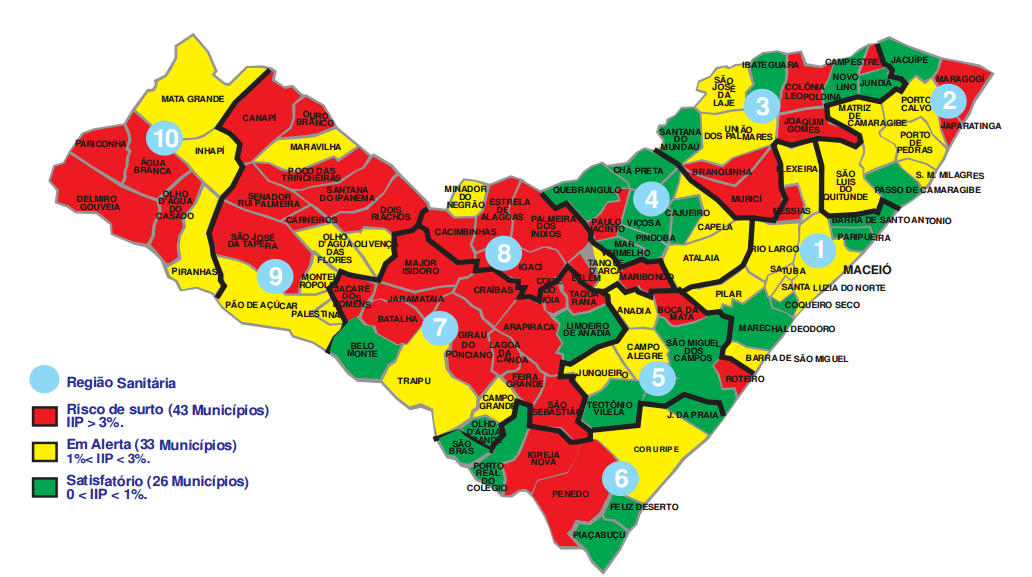 IBATEGUARA
CAMPESTRE
JACUÍPE
SÃO
JOSÉ
DA
LAJE
COLÔNIA
LEOPOLDINA
NOVO
LINO
JUNDIA
MARAGOGI
MATA GRANDE
3
2
PORTO
CALVO
MATRIZ
DE
CAMARAGIBE
CANAPÍ
OURO
BRANCO
JOAQUIM
GOMES
JAPARATINGA
UNIÃO
DOS PALMARES
SANTANA
DO
MUNDAÚ
PORTO
DE
PEDRAS
10
PARICONHA
INHAPÍ
MARAVILHA
ÁGUA
BRANCA
POÇO DAS
TRINCHEIRAS
CHÃ PRETA
BRANQUINHA
FLEXEIRA
SÃO
LUIS
DO
QUITUNDE
S. M. MILAGRES
PASSO DE CAMARAGIBE
DELMIRO
GOUVEIA
OLHO
D'ÁGUA
DO
CASADO
SENADOR
RUI PALMEIRA
SANTANA
DO IPANEMA
MINADOR
DO
NEGRÃO
ESTRELA
DE
ALAGOAS
QUEBRANGULO
4
MURICÍ
MESSIAS
CARNEIROS
DOIS
RIACHOS
CACIMBINHAS
PALMEIRA
DOS
ÍNDIOS
PAULO
JACINTO
VIÇOSA
CAJUEIRO
CAPELA
BARRA DE SANTO ANTONIO
PARIPUEIRA
SÃO JOSÉ
DA TAPERA
OLHO
D'ÁGUA
DAS
FLORES
OLIVENÇA
PINDOBA
MAR
VERMELHO
RIO LARGO
1
8
MAJOR
ISIDORO
IGACÍ
TANQUE
D'ARCA
BELÉM
MARIBONDO
ATALAIA
SATUBA
MACEIÓ
PIRANHAS
9
MONTEI
RÓPOLIS
JACARÉ
DOS
HOMENS
CRAÍBAS
COITÉ
DO
NÓIA
TAQUA
RANA
PILAR
SANTA LUZIA DO NORTE
COQUEIRO SECO
PÃO DE AÇÚCAR
PALESTINA
JARAMATAIA
BATALHA
7
GIRAU
DO
PONCIANO
ARAPIRACA
LIMOEIRO
DE ANADIA
ANADIA
BOCA DA
MATA
MARECHAL DEODORO
BELO
MONTE
LAGOA
DA
CANOA
CAMPO
ALEGRE
SÃO MIGUEL
DOS
CAMPOS
BARRA DE SÃO MIGUEL
TRAIPU
FEIRA
GRANDE
JUNQUEIRO
5
ROTEIRO
CAMPO
GRANDE
SÃO
SEBASTIÃO
TEOTÔNIO
VILELA
J. DA PRAIA
OLHO
D'ÁGUA
GRANDE
SÃO
BRAS
PORTO
REAL
DO
COLÉGIO
IGREJA
NOVA
CORURIPE
6
PENEDO
FELIZ DESERTO
PIAÇABUÇÚ
Região Sanitária
Risco de surto (43 Municípios)
IIP > 3%.
Em Alerta (33 Municípios)
1%< IIP < 3%.
Satisfatório (26 Municípios)
0 < IIP < 1%.